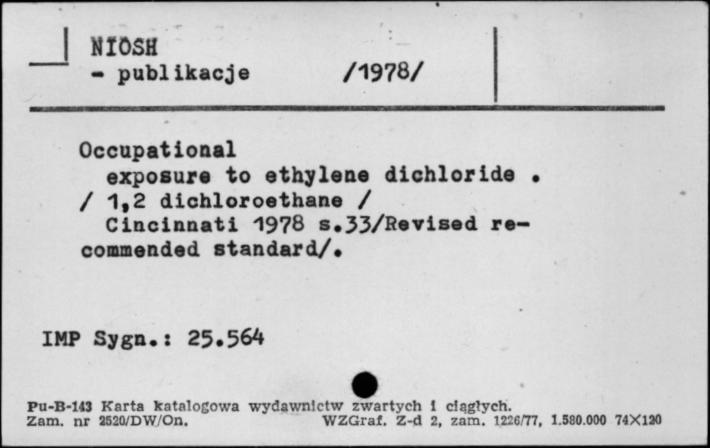 NIOSH
- publikacje /1978/
Occupational
exposure to ethylene dichloride .
/ 1,2 dichloroethane /
Cincinnati 1978 s.33/Revised re-
commended standard/.
IMP Sygn.: 25.564
Pu-B-143 Karta katalogowa wydawnictw zwartych i ciągłych.
Zam. nr 2520/DW/On. WZGraf. Z-d 2, zam. 1226/77, 1.580.000 74X120